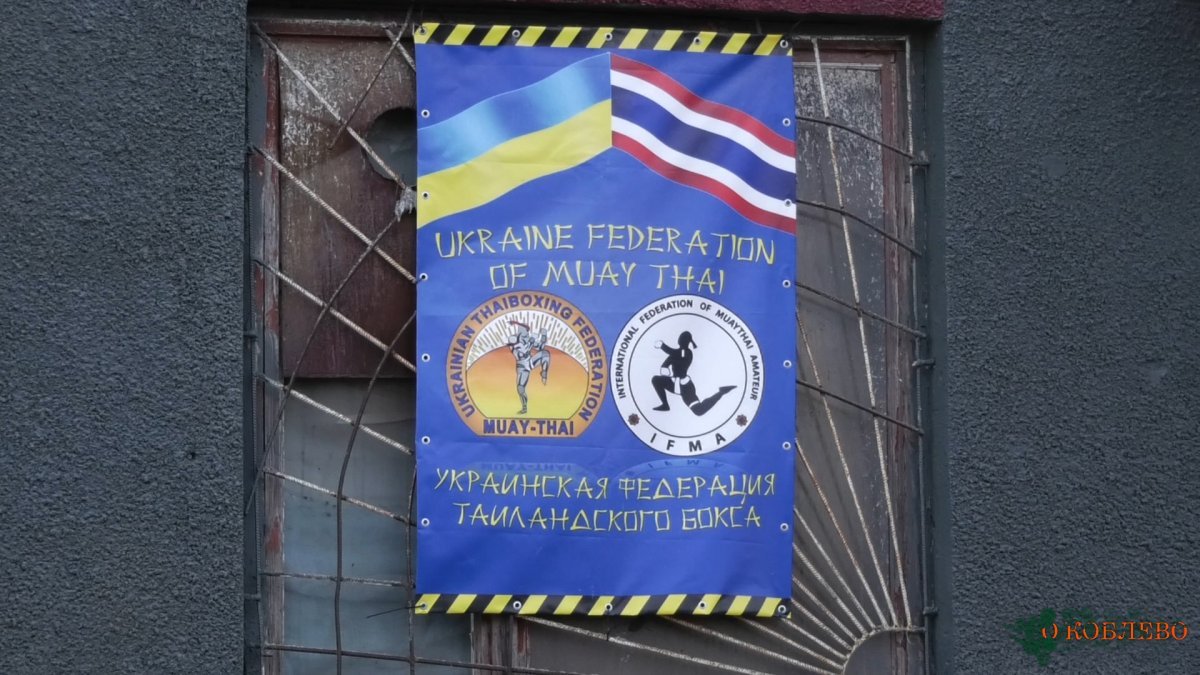 UKRAINE FEDERATION
OF MUAY THAI
UKRAINIAN THAIBOXING FEDERATION
MUAY-THAI
INTERNATIONAL FEDERATION OF MUAYTHAI AMATEUR
IFMA
УКРАИНСКАЯ ФЕДЕРАЦИЯ
ТАИЛАНДСКОГО БОКСА
О КОБЛЕВО